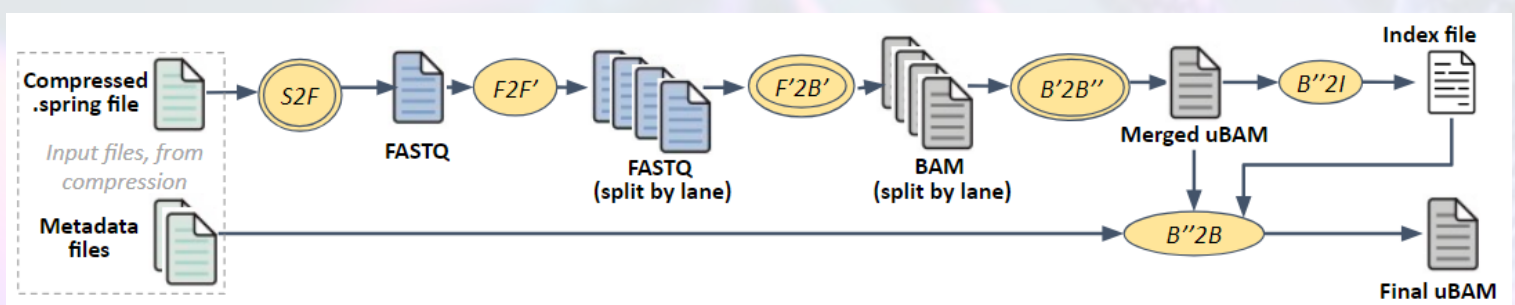 Compressed
.spring file
Input files, from
compression
Metadata
files
S2F
FASTQ
F2F'
FASTQ
(split by lane)
F'2B'
BAM
(split by lane)
B'2B''
Merged uBAM
B''2I
Index file
B''2B
Final uBAM